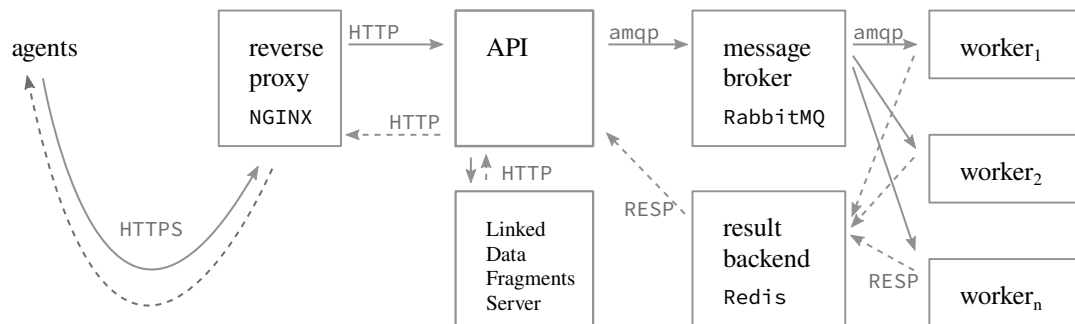 agents
HTTPS
reverse
proxy
NGINX
HTTP
HTTP
API
HTTP
Linked
Data
Fragments
Server
amqp
RESP
message
broker
RabbitMQ
result
backend
Redis
amqp
RESP
worker₁
worker₂
workerₙ